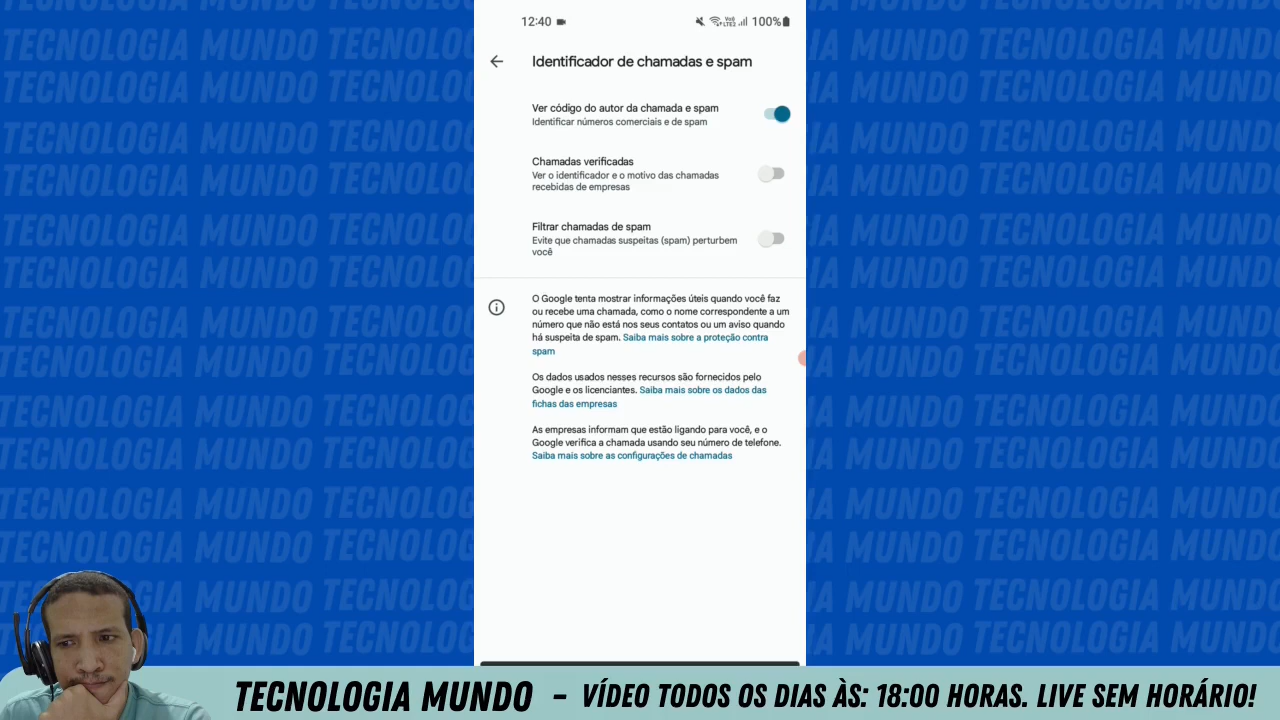 12:40
VoI LTE2 100%
Identificador de chamadas e spam
Ver código do autor da chamada e spam
Identificar números comerciais e de spam
Chamadas verificadas
Ver o identificador e o motivo das chamadas
recebidas de empresas
Filtrar chamadas de spam
Evite que chamadas suspeitas (spam) perturbem
você
O Google tenta mostrar informações úteis quando você faz
ou recebe uma chamada, como o nome correspondente a um
número que não está nos seus contatos ou um aviso quando
há suspeita de spam. Saiba mais sobre a proteção contra
spam
Os dados usados nesses recursos são fornecidos pelo
Google e os licenciantes. Saiba mais sobre os dados das
fichas das empresas
As empresas informam que estão ligando para você, e o
Google verifica a chamada usando seu número de telefone.
Saiba mais sobre as configurações de chamadas
TECNOLOGIA MUNDO - VÍDEO TODOS OS DIAS ÀS: 18:00 HORAS. LIVE SEM HORÁRIO!